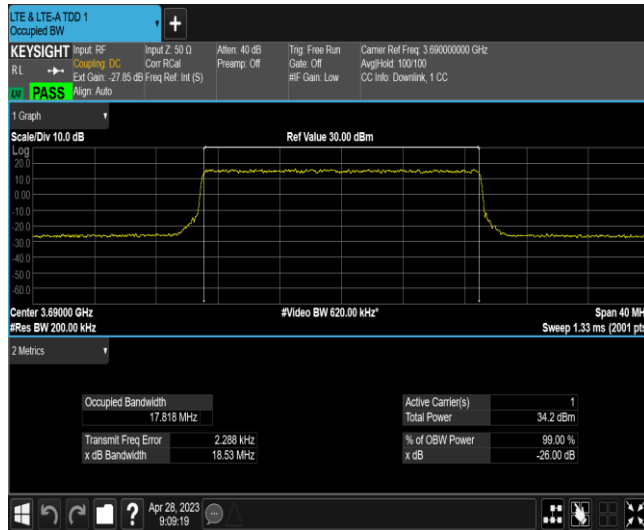 LTE & LTE-A TDD 1
Occupied BW
KEYSIGHT Input: RF Input Z: 50 Ω Atten: 40 dB Trig: Free Run Carrier Ref Freq: 3.690000000 GHz
RL Coupling: DC Corr RCal Preamp: Off Gate: Off Avg|Hold: 100/100
Ext Gain: -27.85 dB Freq Ref: Int (S) #IF Gain: Low CC Info: Downlink, 1 CC
PASS Align: Auto
1 Graph
Scale/Div 10.0 dB Ref Value 30.00 dBm
Log
20.0
10.0
0.00
-10.0
-20.0
-30.0
-40.0
-50.0
-60.0
Center 3.69000 GHz #Video BW 620.00 kHz* Span 40 MH
#Res BW 200.00 kHz Sweep 1.33 ms (2001 pts
2 Metrics
Occupied Bandwidth Active Carrier(s) 1
17.818 MHz Total Power 34.2 dBm
Transmit Freq Error 2.288 kHz % of OBW Power 99.00 %
x dB Bandwidth 18.53 MHz x dB -26.00 dB
Apr 28, 2023
9:09:19